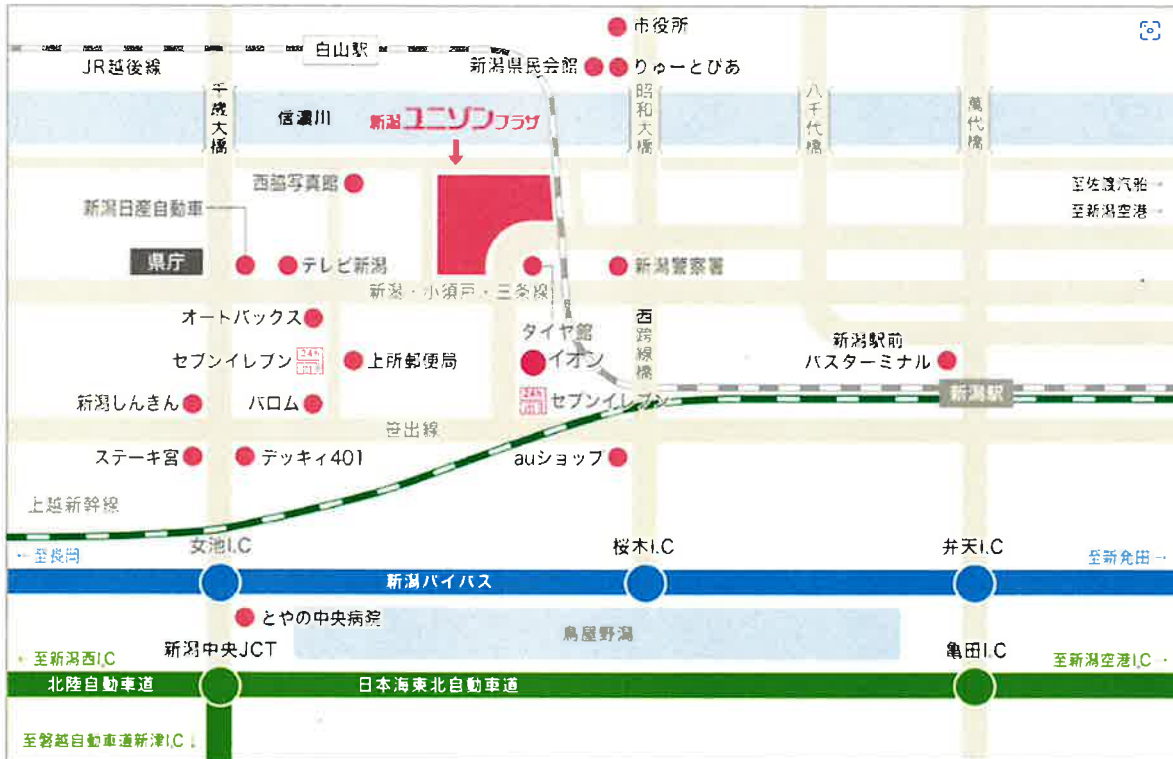 市役所
白山駅
JR越後線
新潟県民会館
りゅーとぴあ
千歳大橋
信濃川
新潟ユニゾンプラザ
昭和大橋
八千代橋
萬代橋
西脇写真館
至佐渡汽船→
新潟日産自動車
至新潟空港→
県庁
テレビ新潟
新潟警察署
新潟・小須戸・三条線
オートバックス
タイヤ館
西跨線橋
新潟駅前
バスターミナル
セブンイレブン
上所郵便局
イオン
新潟駅
新潟しんきん
バロム
セブンイレブン
笹出線
ステーキ宮
デッキィ401
auショップ
上越新幹線
女池I.C
桜木I.C
弁天I.C
←至長岡
至新発田→
新潟バイパス
とやの中央病院
鳥屋野潟
新潟中央JCT
亀田I.C
←至新潟西I.C
至新潟空港I.C→
北陸自動車道
日本海東北自動車道
至磐越自動車道新津I.C↓